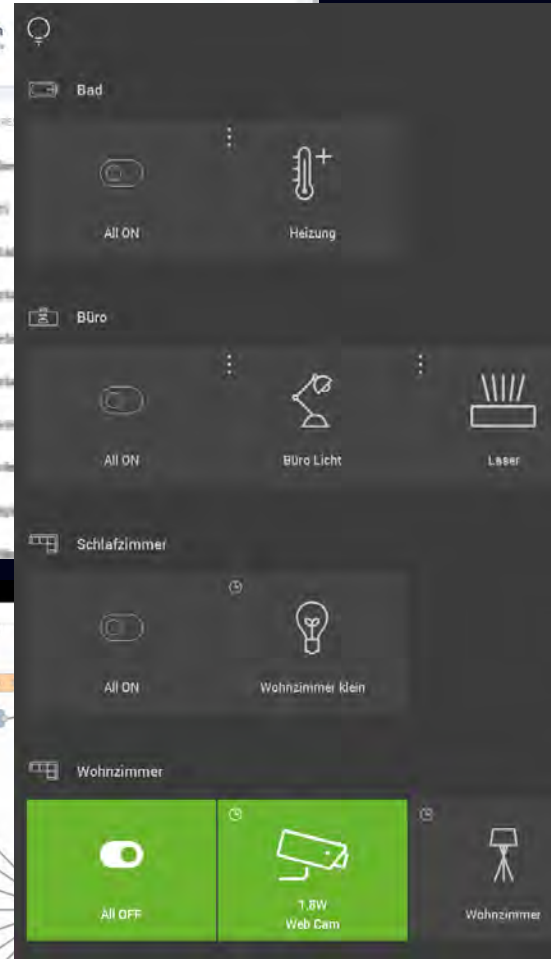 Bad
All ON
Heizung
Büro
All ON
Büro Licht
Laser
Schlafzimmer
All ON
Wohnzimmer klein
Wohnzimmer
All OFF
1.8W
Web Cam
Wohnzimmer